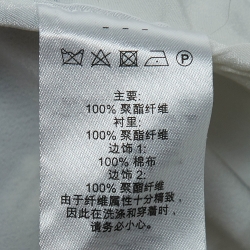 主要:
100% 聚酯纤维
衬里:
100% 聚酯纤维
边饰 1:
100% 棉布
边饰 2:
100% 聚酯纤维
由于纤维属性十分精致，
因此在洗涤和穿着时，
请务必小心。